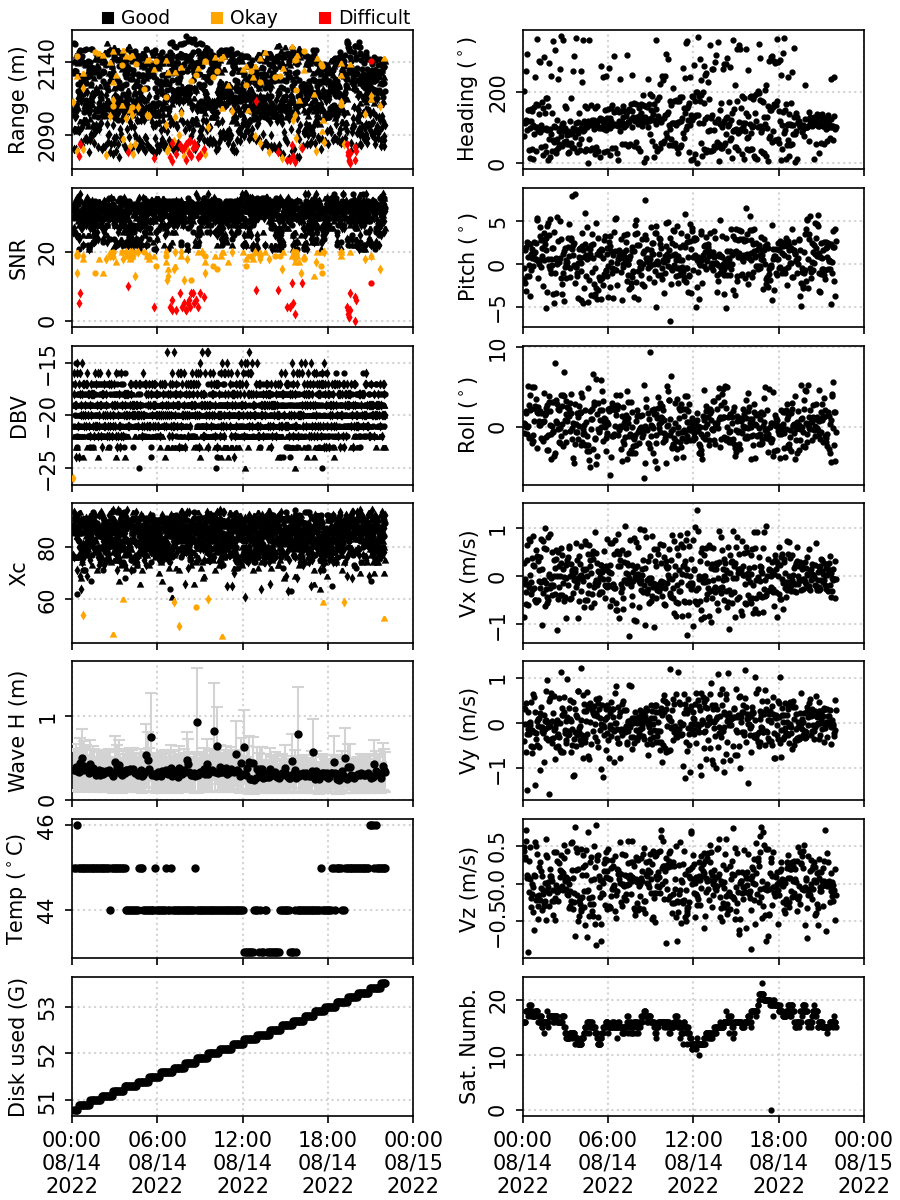 Good Okay Difficult
Range (m)
2140
2090
Heading (°)
200
0
SNR
20
0
Pitch (°)
5
0
−5
DBV
−15
−20
−25
Roll (°)
10
0
Xc
80
60
Vx (m/s)
1
0
−1
Wave H (m)
1
0
Vy (m/s)
1
0
−1
Temp (°C)
46
44
Vz (m/s)
0.5
0.0
−0.5
Disk used (G)
53
52
51
Sat. Numb.
20
10
0
00:00 06:00 12:00 18:00 00:00
08/14 08/14 08/14 08/14 08/15
2022 2022 2022 2022 2022
00:00 06:00 12:00 18:00 00:00
08/14 08/14 08/14 08/14 08/15
2022 2022 2022 2022 2022